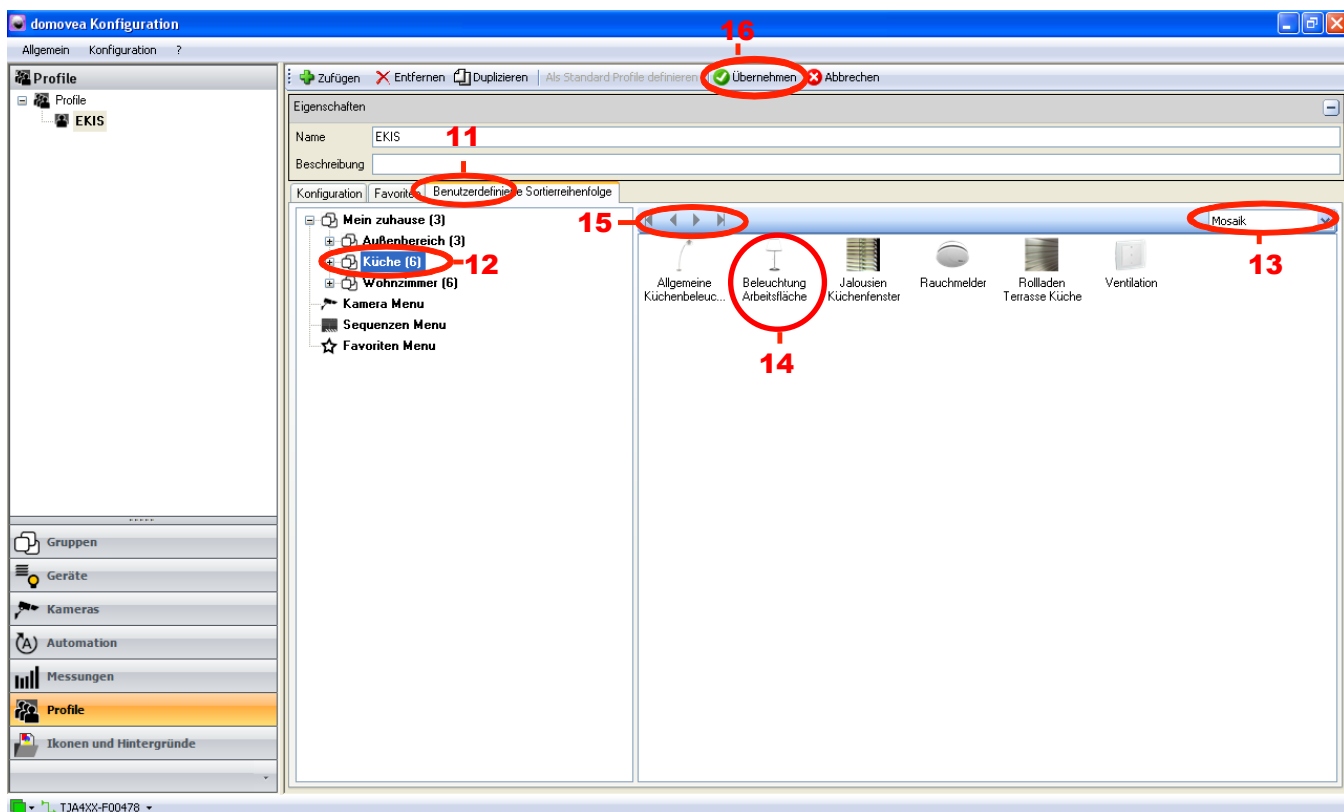 domovea Konfiguration
16
Allgemein Konfiguration ?
Profile
Profile
EKIS
Zufügen Entfernen Duplizieren Als Standard Profile definieren Übernehmen Abbrechen
Eigenschaften
Name EKIS
11
Beschreibung
Konfiguration Favoriten Benutzerdefinierte Sortierreihenfolge
Mein zuhause (3)
Außenbereich (3)
Küche (6)
12
Wohnzimmer (6)
Kamera Menu
Sequenzen Menu
Favoriten Menu
15
Mosaik
13
Allgemeine
Küchenbeleuc...
Beleuchtung
Arbeitsfläche
Jalousien
Küchenfenster
Rauchmelder
Rollladen
Terrasse Küche
Ventilation
14
Gruppen
Geräte
Kameras
Automation
Messungen
Profile
Ikonen und Hintergründe
TJA4XX-F00478